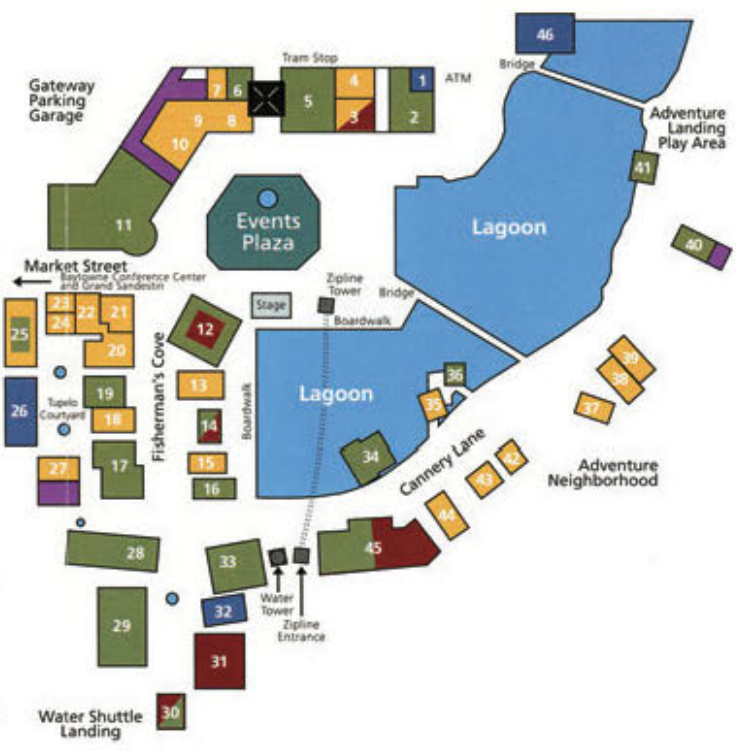 46
Bridge
Tram Stop
Gateway
Parking
Garage
7
6
5
4
3
1
2
ATM
9
8
10
Adventure
Landing
Play Area
41
40
11
Events
Plaza
Lagoon
Market Street
Baytowne Conference Center
and Grand Sandestin
Zipline
Tower
Bridge
Stage
Boardwalk
23
22
21
24
25
20
12
Fisherman's Cove
13
Boardwalk
Lagoon
36
35
39
38
37
26
Tupelo
Courtyard
19
18
14
27
17
15
16
34
Cannery Lane
42
43
44
Adventure
Neighborhood
28
33
45
Water
Tower
Zipline
Entrance
29
32
31
30
Water Shuttle
Landing